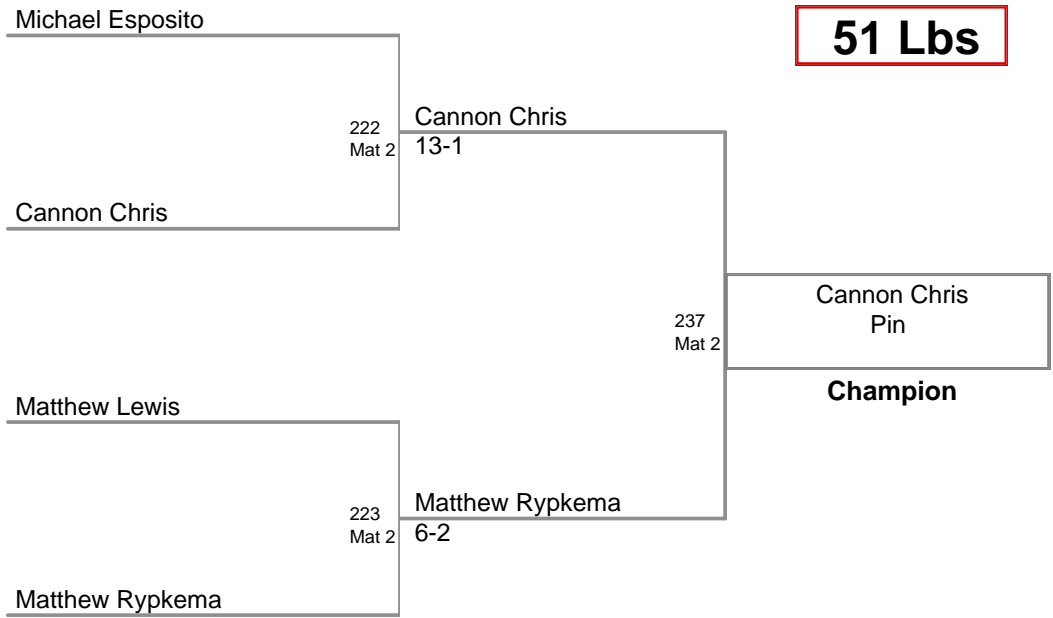 Michael Esposito
51 Lbs
222
Mat 2
Cannon Chris
13-1
Cannon Chris
237
Mat 2
Cannon Chris
Pin
Champion
Matthew Lewis
223
Mat 2
Matthew Rypkema
6-2
Matthew Rypkema